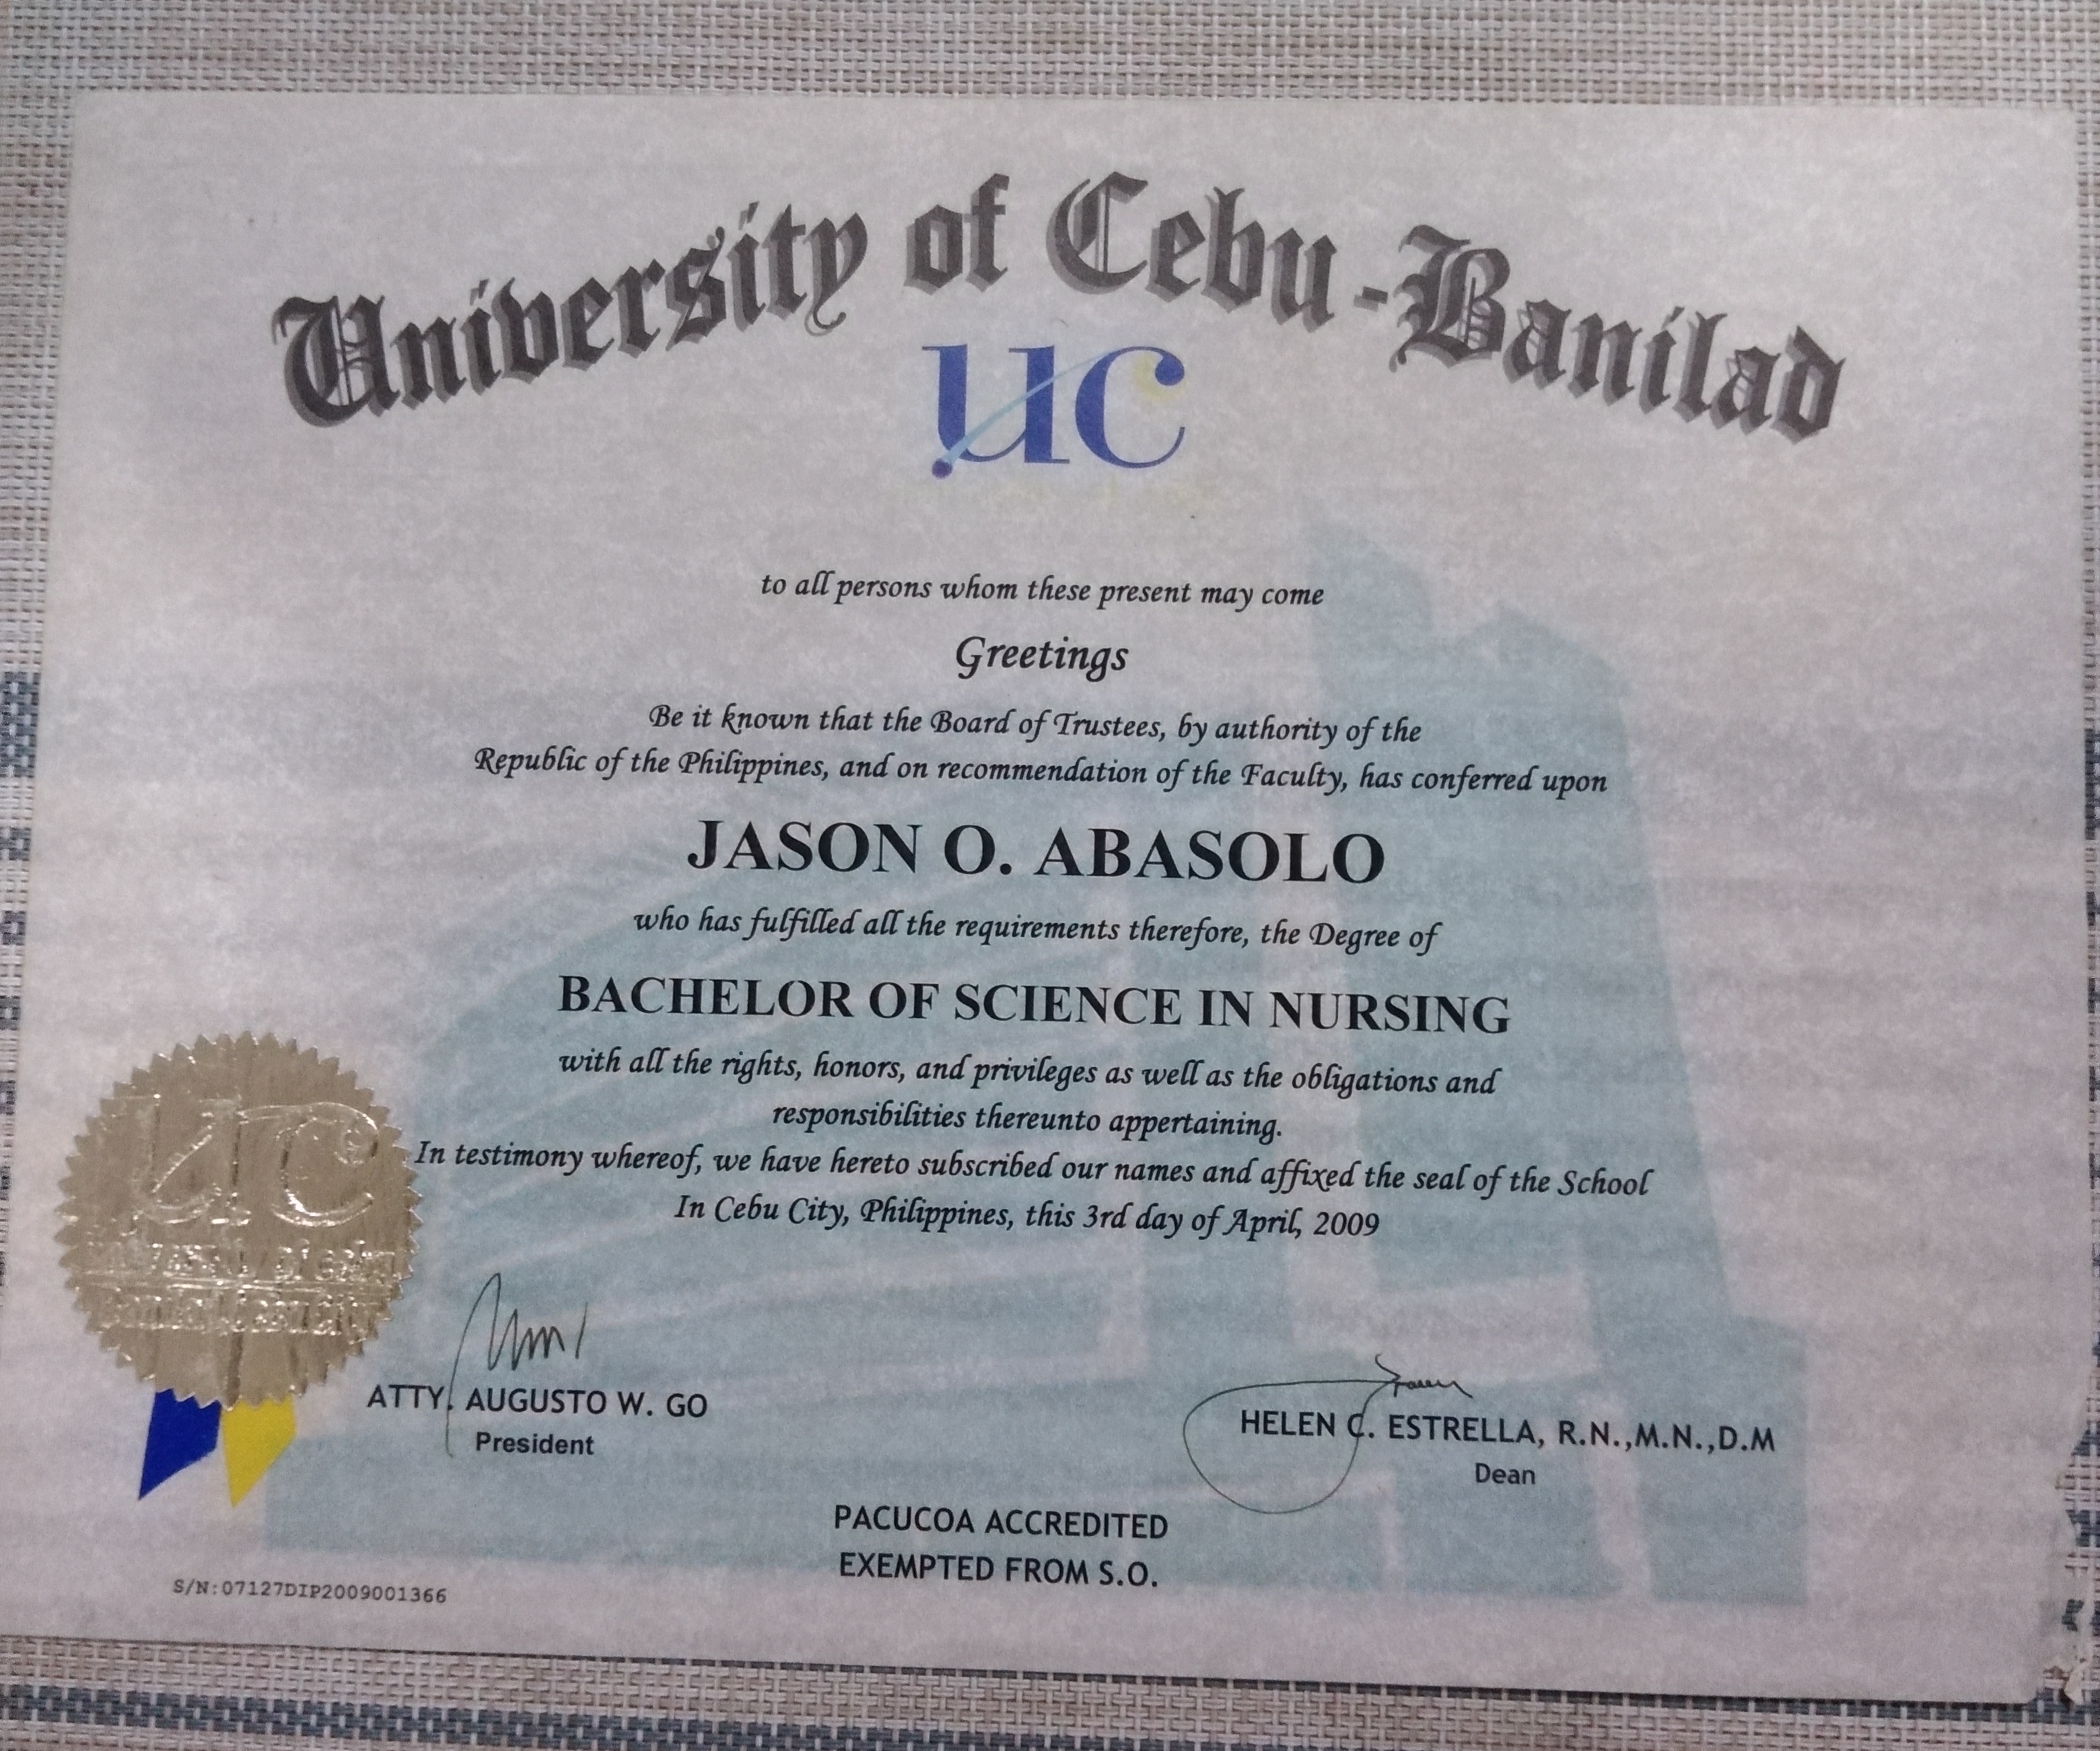 University of Cebu-Banilad
uc
to all persons whom these present may come
Greetings
Be it known that the Board of Trustees, by authority of the
Republic of the Philippines, and on recommendation of the Faculty, has conferred upon
JASON O. ABASOLO
who has fulfilled all the requirements therefore, the Degree of
BACHELOR OF SCIENCE IN NURSING
with all the rights, honors, and privileges as well as the obligations and
responsibilities thereunto appertaining.
In testimony whereof, we have hereto subscribed our names and affixed the seal of the School
In Cebu City, Philippines, this 3rd day of April, 2009
UC
University of Cebu
ATTY. AUGUSTO W. GO
President
HELEN C. ESTRELLA, R.N.,M.N.,D.M
Dean
PACUCOA ACCREDITED
EXEMPTED FROM S.O.
S/N:07127DIP2009001366